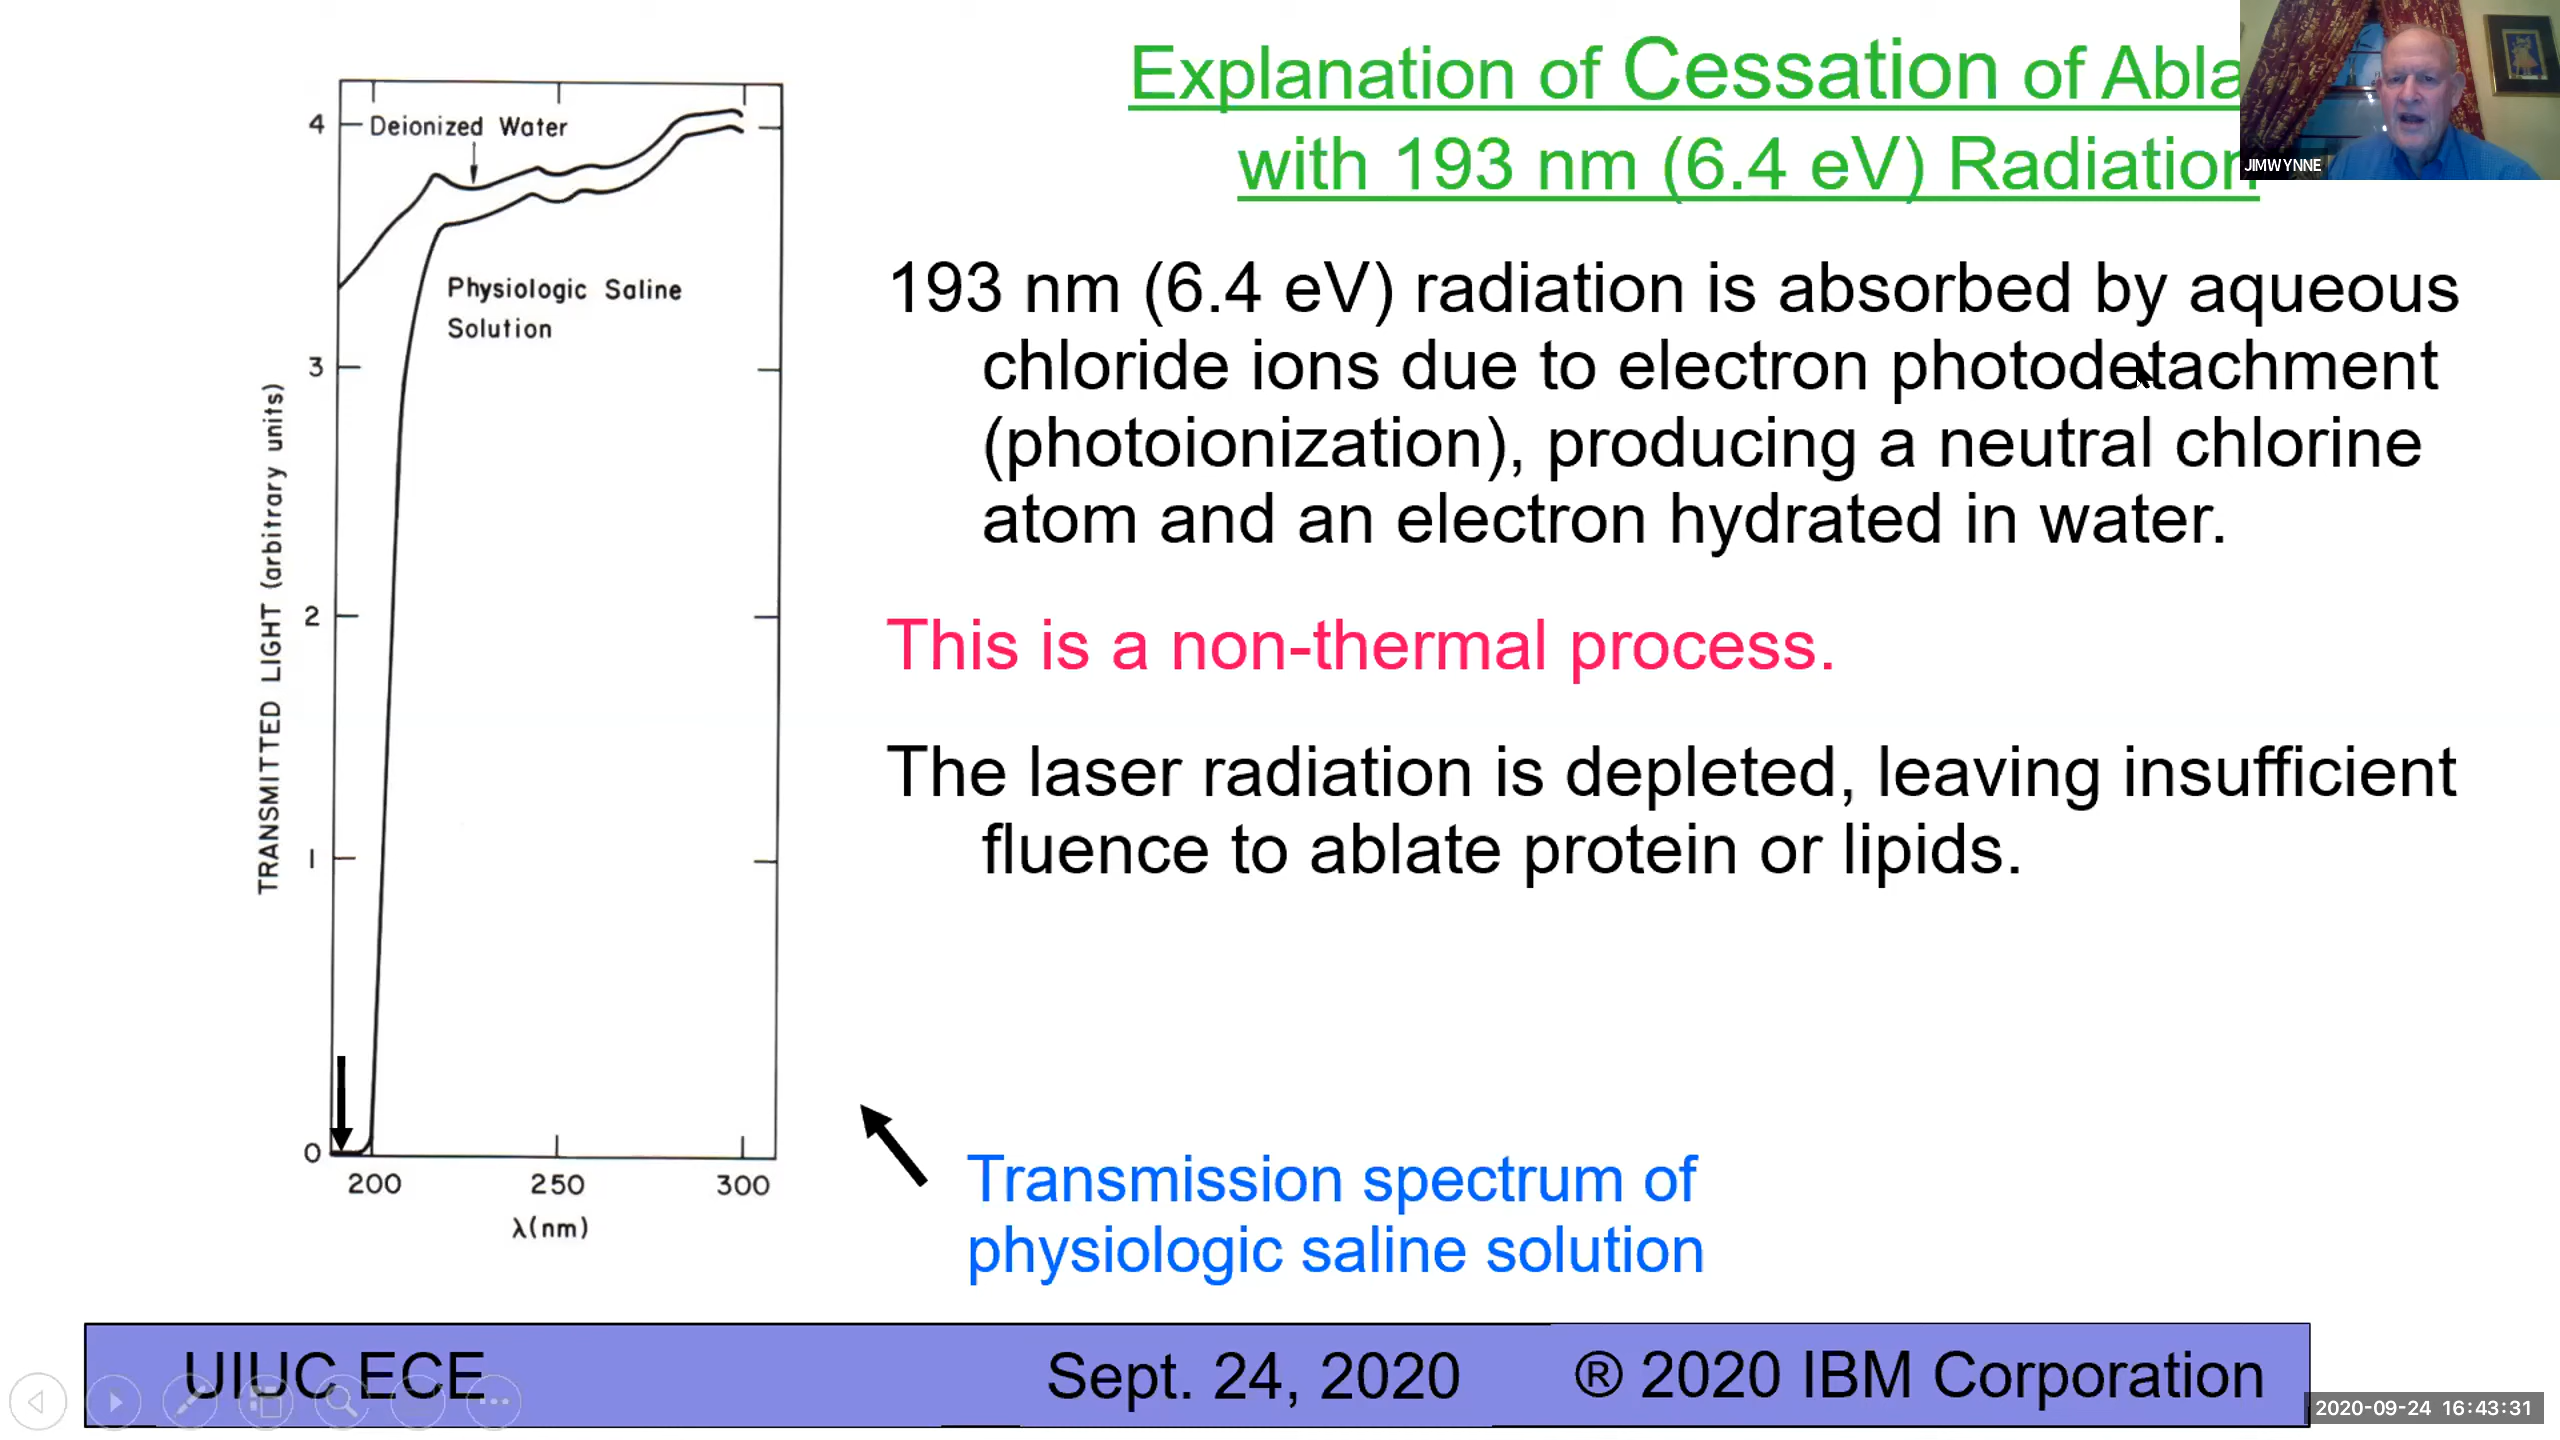 Explanation of Cessation of Abla
with 193 nm (6.4 eV) Radiation
JIMWYNNE
193 nm (6.4 eV) radiation is absorbed by aqueous
chloride ions due to electron photodetachment
(photoionization), producing a neutral chlorine
atom and an electron hydrated in water.
This is a non-thermal process.
The laser radiation is depleted, leaving insufficient
fluence to ablate protein or lipids.
Transmission spectrum of
physiologic saline solution
Deionized Water
Physiologic Saline
Solution
TRANSMITTED LIGHT (arbitrary units)
4
3
2
1
0
200 250 300
λ(nm)
UIUC ECE Sept. 24, 2020 ® 2020 IBM Corporation
2020-09-24 16:43:31